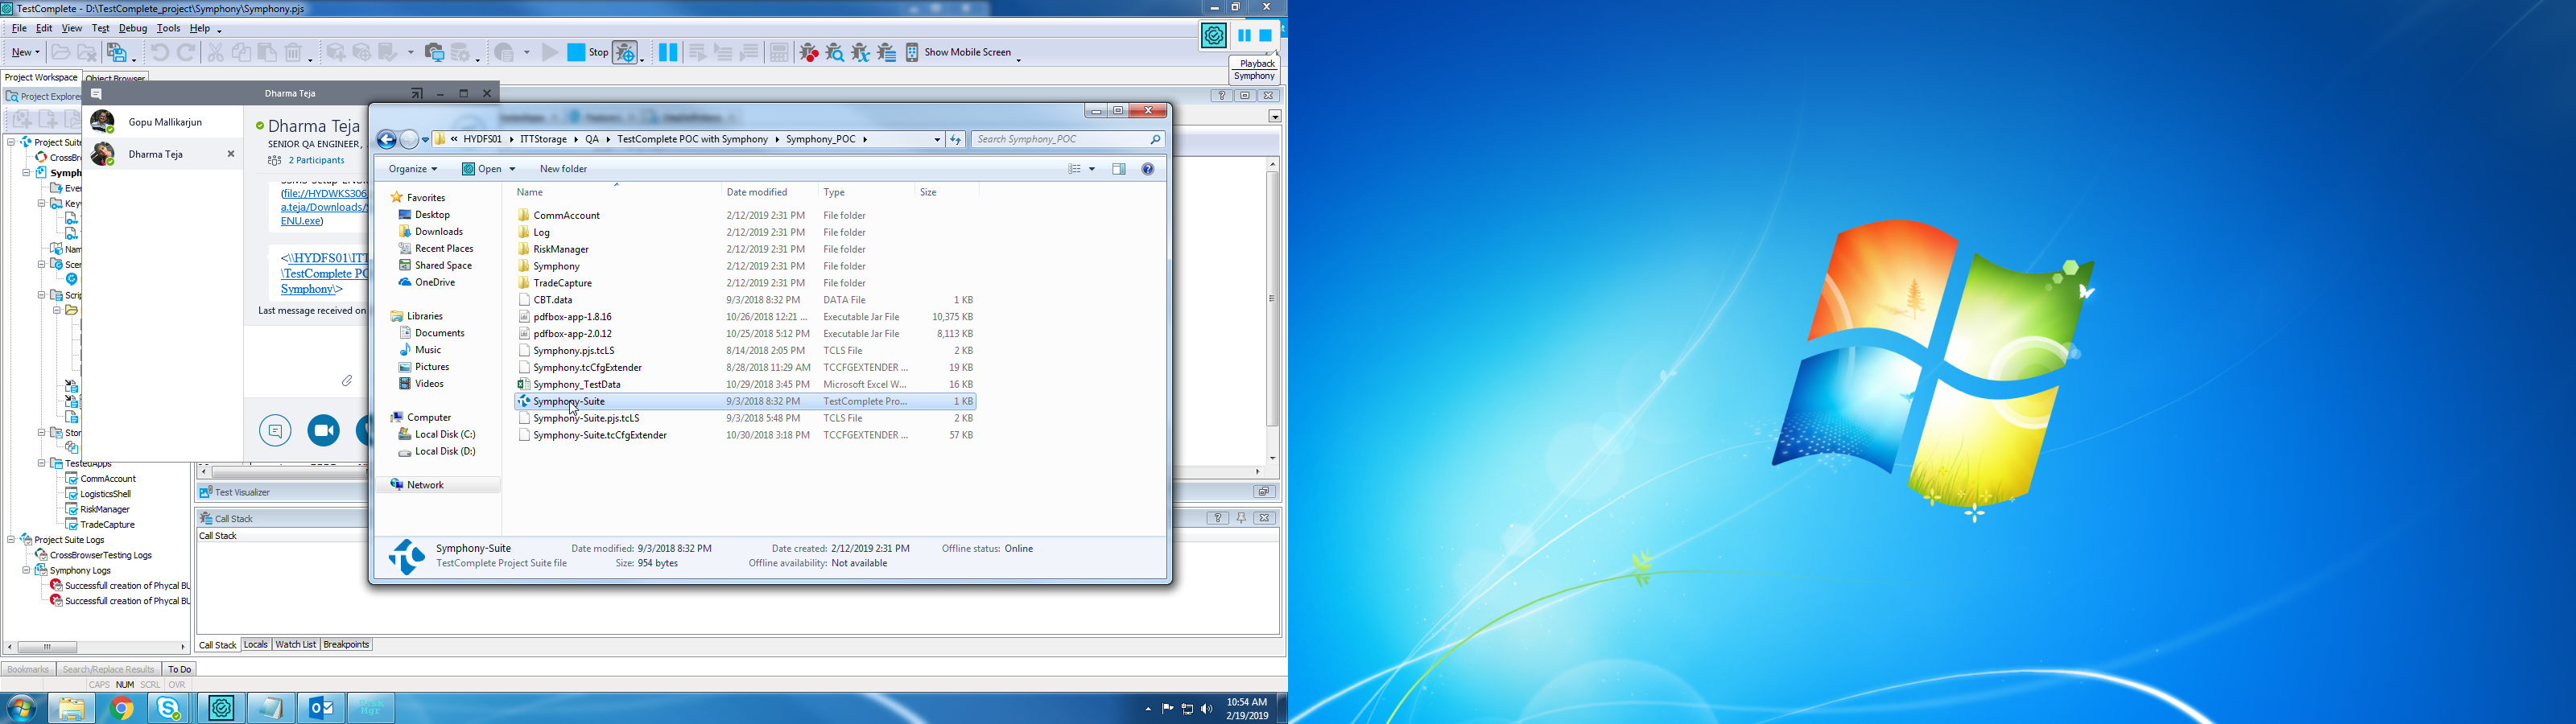 TestComplete - D:\TestComplete_project\Symphony\Symphony.pjs
File Edit View Test Debug Tools Help
New Stop Show Mobile Screen
Playback
Symphony
Project Workspace Object Browser
Project Explorer
Project Suite
CrossBro
Symph
Ever
Keyw
Nam
Scer
Scrip
Stor
TestedApps
CommAccount
LogisticsShell
RiskManager
TradeCapture
Project Suite Logs
CrossBrowserTesting Logs
Symphony Logs
Successfull creation of Phycal BU
Successfull creation of Phycal BU
Dharma Teja
Gopu Mallikarjun
Dharma Teja
Dharma Teja
SENIOR QA ENGINEER,
2 Participants
(file://HYDWKS306
a.teja/Downloads/
ENU.exe)
<\\HYDFS01\ITT
\TestComplete PO
Symphony\>
Last message received on
« HYDFS01 ITTStorage QA TestComplete POC with Symphony Symphony_POC
Search Symphony_POC
Organize Open New folder
Favorites
Desktop
Downloads
Recent Places
Shared Space
OneDrive
Libraries
Documents
Music
Pictures
Videos
Computer
Local Disk (C:)
Local Disk (D:)
Network
Name Date modified Type Size
CommAccount 2/12/2019 2:31 PM File folder
Log 2/12/2019 2:31 PM File folder
RiskManager 2/12/2019 2:31 PM File folder
Symphony 2/12/2019 2:31 PM File folder
TradeCapture 2/12/2019 2:31 PM File folder
CBT.data 9/3/2018 8:32 PM DATA File 1 KB
pdfbox-app-1.8.16 10/26/2018 12:21 ... Executable Jar File 10,375 KB
pdfbox-app-2.0.12 10/25/2018 5:12 PM Executable Jar File 8,113 KB
Symphony.pjs.tcLS 8/14/2018 2:05 PM TCLS File 2 KB
Symphony.tcCfgExtender 8/28/2018 11:29 AM TCCFGEXTENDER ... 19 KB
Symphony_TestData 10/29/2018 3:45 PM Microsoft Excel W... 16 KB
Symphony-Suite 9/3/2018 8:32 PM TestComplete Pro... 1 KB
Symphony-Suite.pjs.tcLS 9/3/2018 5:48 PM TCLS File 2 KB
Symphony-Suite.tcCfgExtender 10/30/2018 3:18 PM TCCFGEXTENDER ... 57 KB
Symphony-Suite Date modified: 9/3/2018 8:32 PM Date created: 2/12/2019 2:31 PM Offline status: Online
TestComplete Project Suite file Size: 954 bytes Offline availability: Not available
Test Visualizer
Call Stack
Call Stack
Call Stack Locals Watch List Breakpoints
Bookmarks Search/Replace Results To Do
CAPS NUM SCRL OVR
10:54 AM
2/19/2019